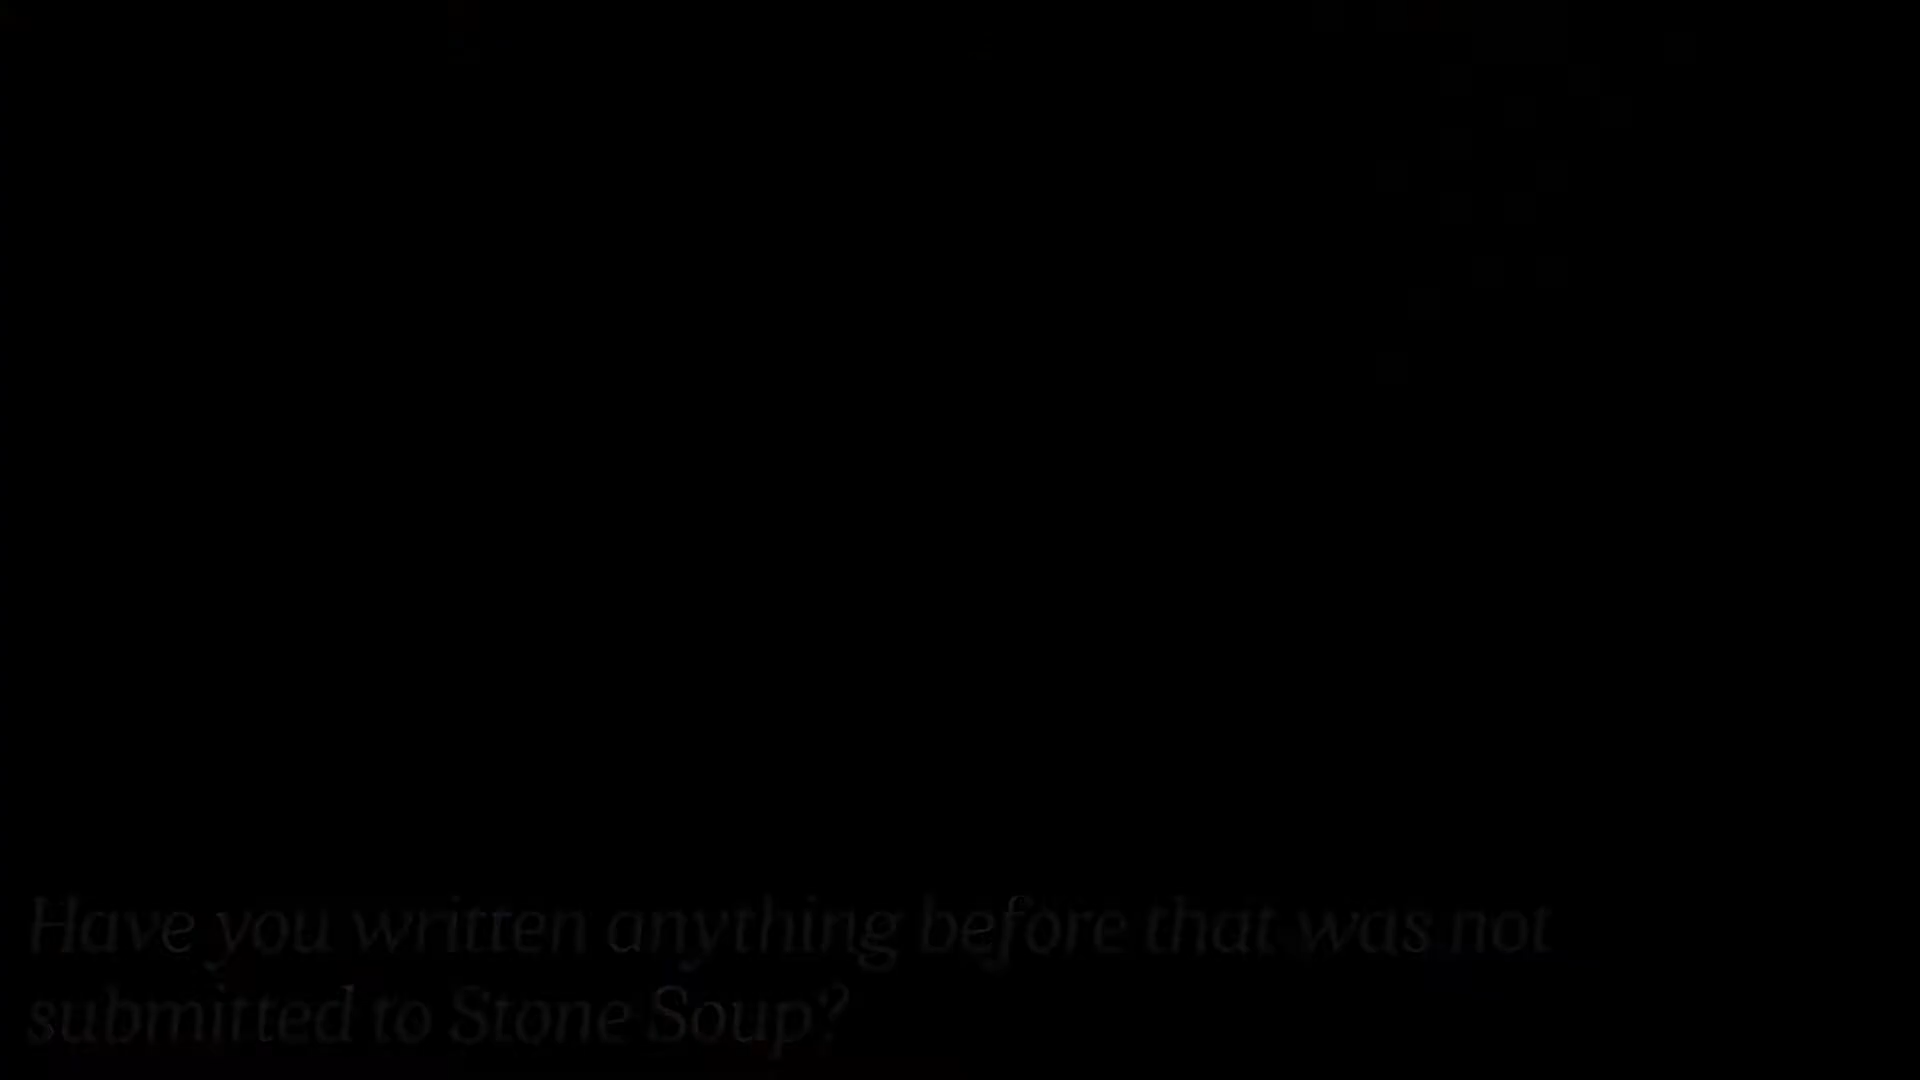 Have you written anything before that was not
submitted to Stone Soup?